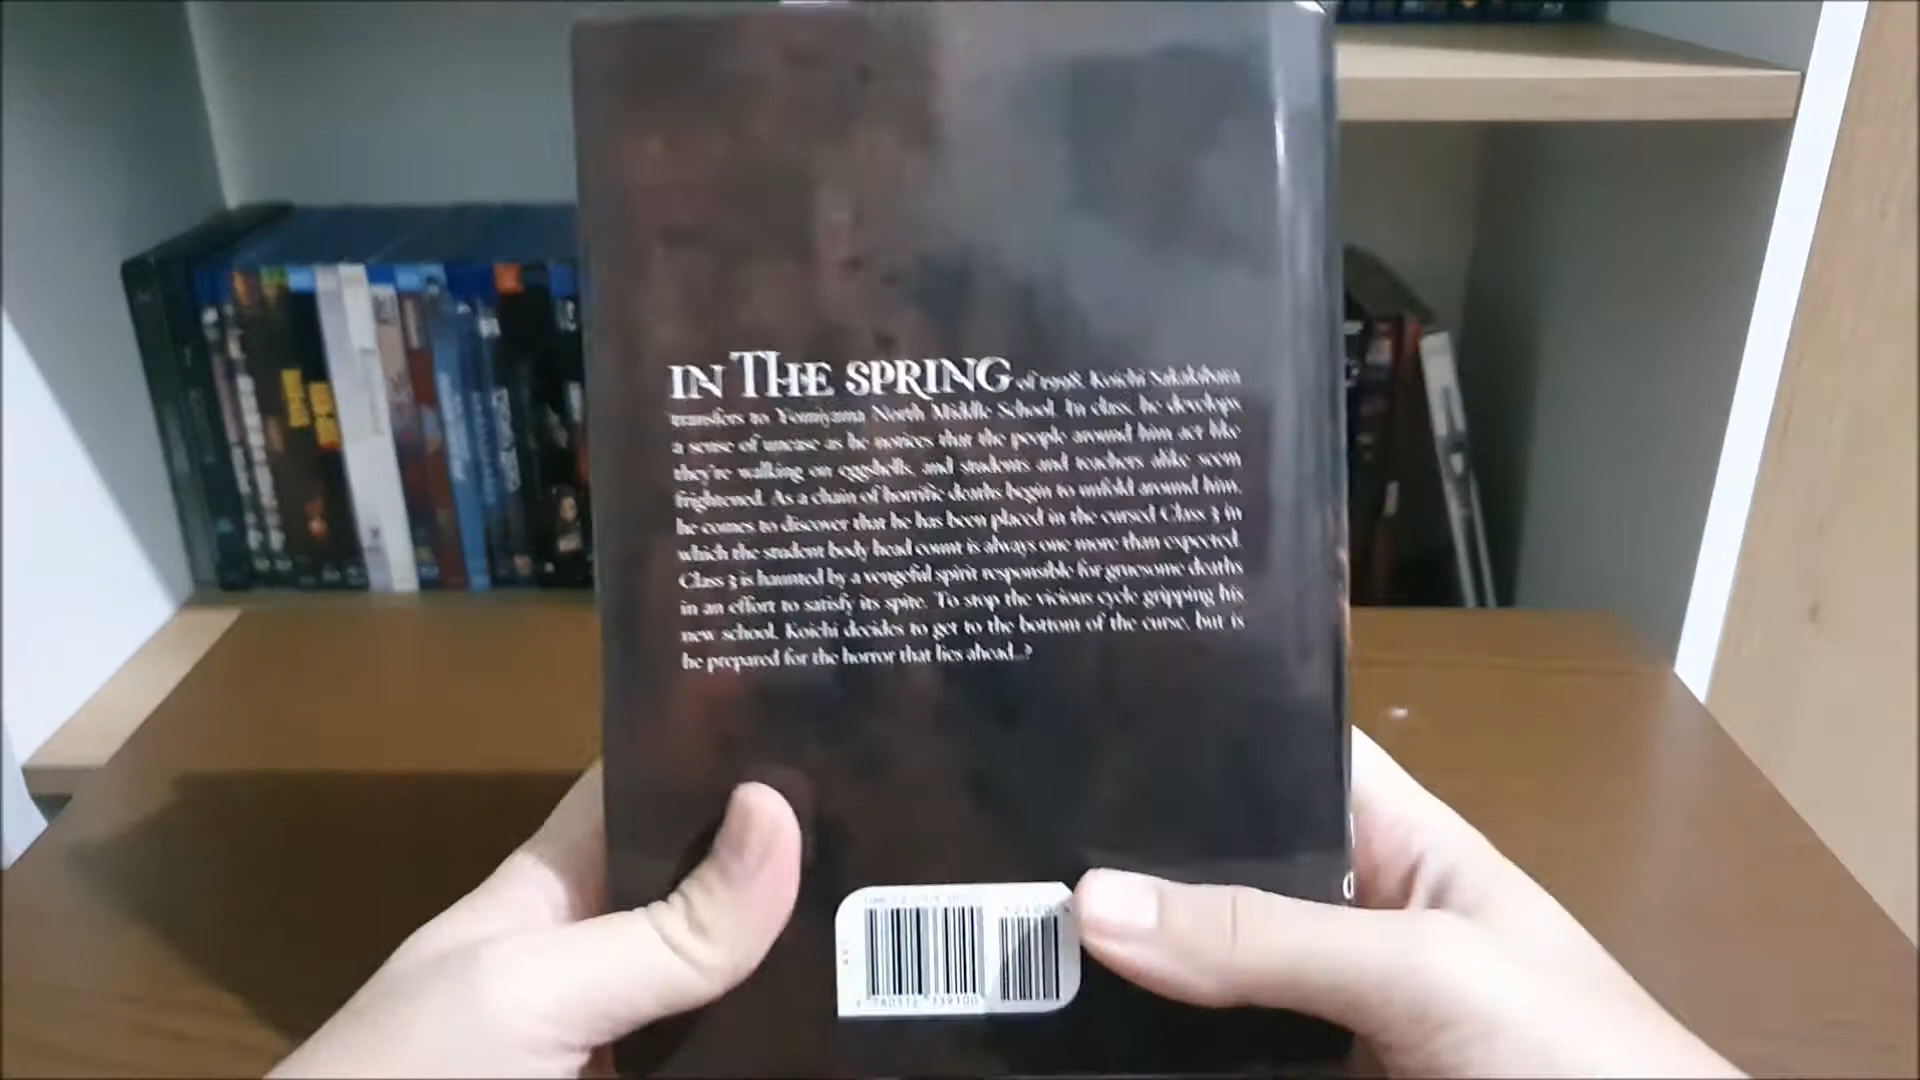 IN THE SPRING of 1998, Koichi Sakakibara
transfers to Yomiyama North Middle School. In class, he develops
a sense of unease as he notices that the people around him act like
they're walking on eggshells, and students and teachers alike seem
frightened. As a chain of horrific deaths begin to unfold around him,
he comes to discover that he has been placed in the cursed Class 3 in
which the student body head count is always one more than expected.
Class 3 is haunted by a vengeful spirit responsible for gruesome deaths
in an effort to satisfy its spite. To stop the vicious cycle gripping his
new school, Koichi decides to get to the bottom of the curse, but is
he prepared for the horror that lies ahead...?